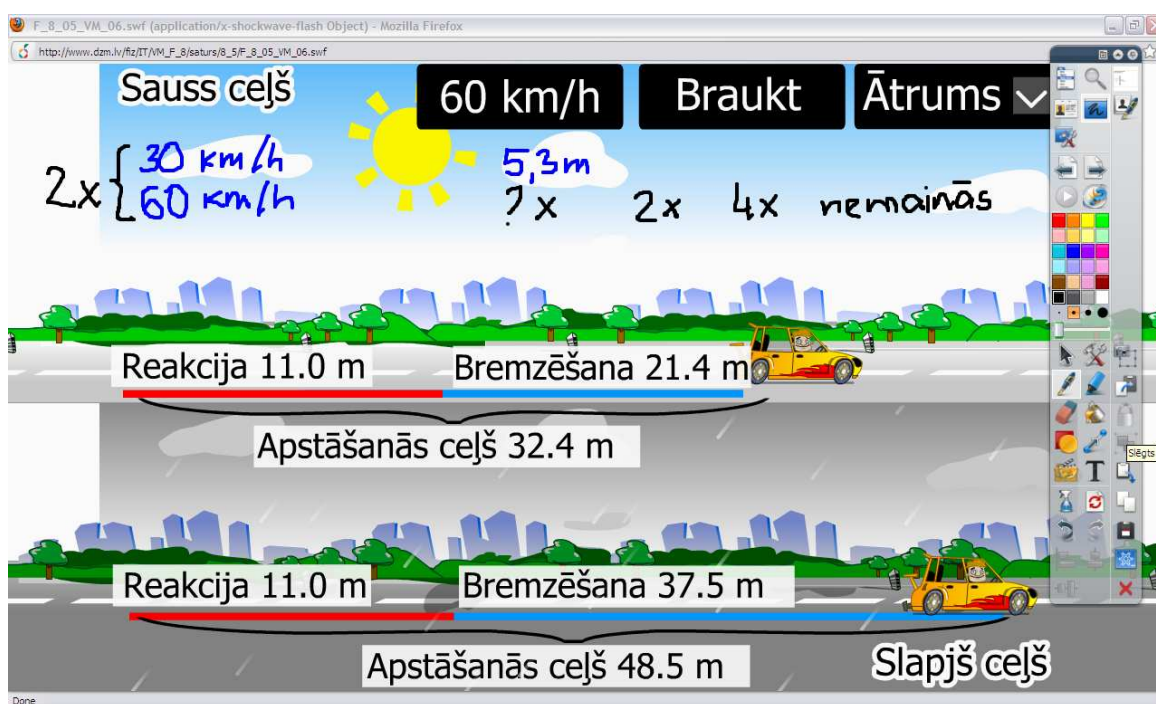 F_8_05_VM_06.swf (application/x-shockwave-flash Object) - Mozilla Firefox
http://www.dzm.lv/fiz/IT/VM_F_8/saturs/8_5/F_8_05_VM_06.swf
Sauss ceļš
60 km/h
Braukt
Ātrums
2x { 30 km/h
60 km/h
5,3m
? x 2x 4x nemainās
Reakcija 11.0 m
Bremzēšana 21.4 m
Apstāšanās ceļš 32.4 m
Slēgts
Reakcija 11.0 m
Bremzēšana 37.5 m
Apstāšanās ceļš 48.5 m
Slapjš ceļš
Done